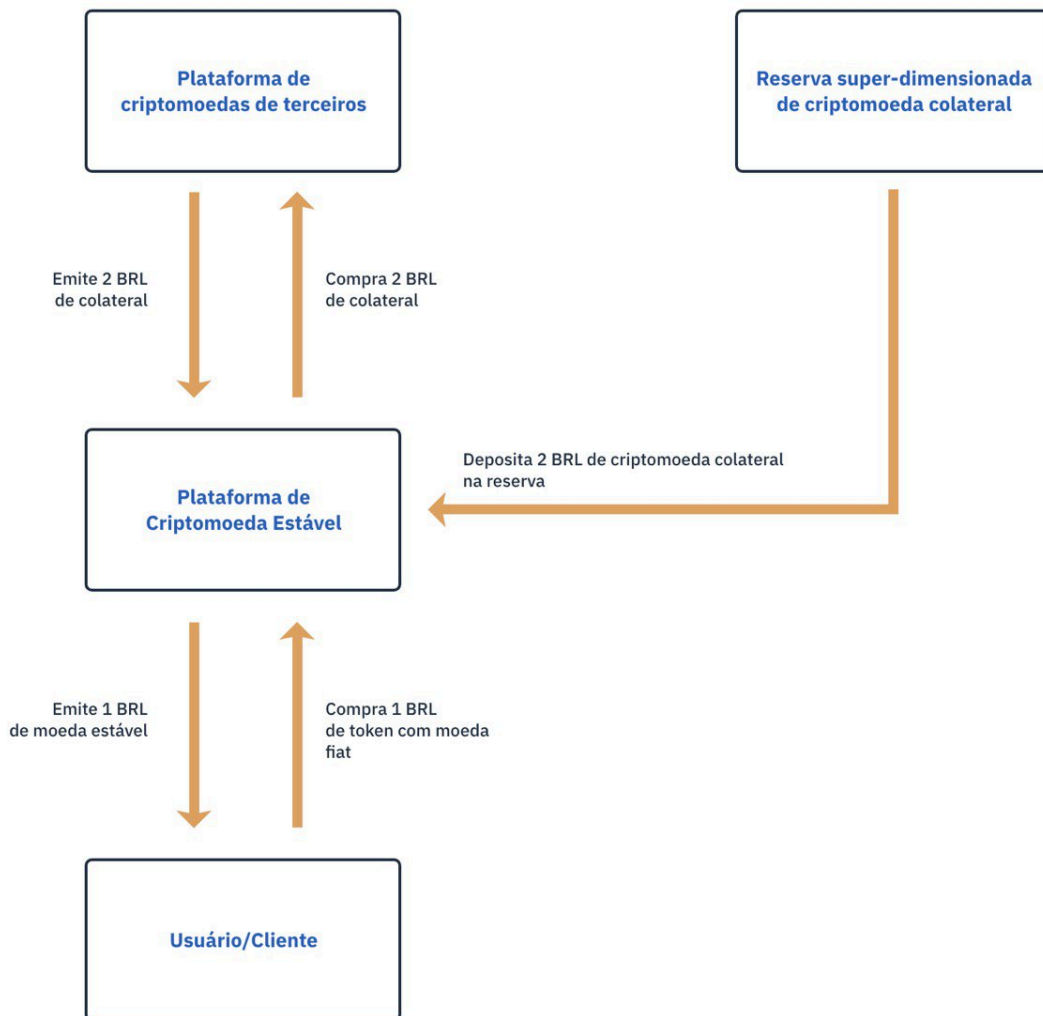 Plataforma de
criptomoedas de terceiros
Reserva super-dimensionada
de criptomoeda colateral
Emite 2 BRL
de colateral
Compra 2 BRL
de colateral
Deposita 2 BRL de criptomoeda colateral
na reserva
Plataforma de
Criptomoeda Estável
Emite 1 BRL
de moeda estável
Compra 1 BRL
de token com moeda
fiat
Usuário/Cliente